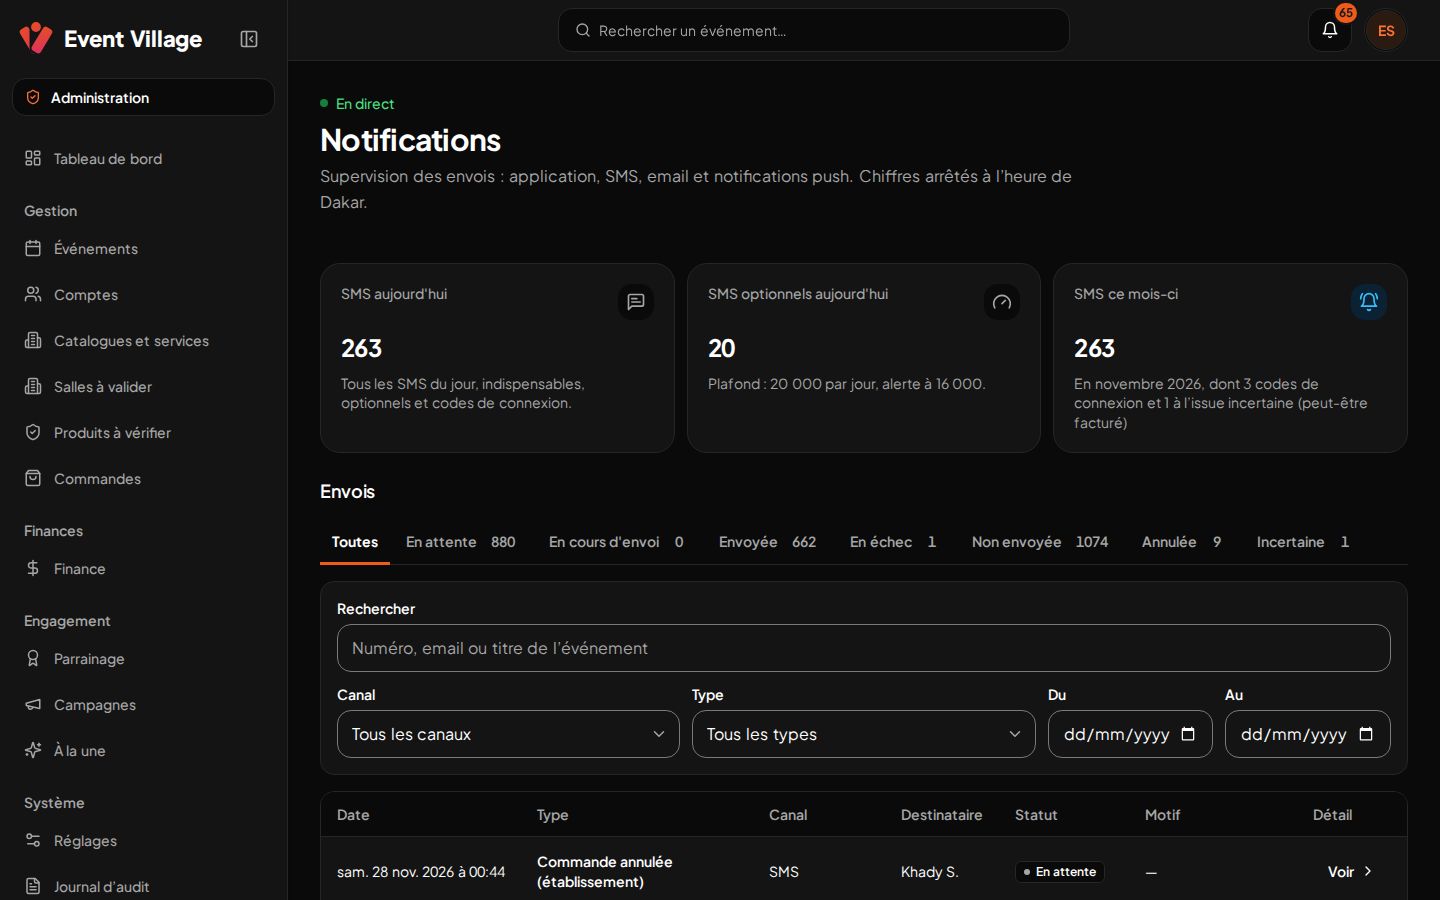 Event Village
Rechercher un événement...
65
ES
Administration
Tableau de bord
Gestion
Événements
Comptes
Catalogues et services
Salles à valider
Produits à vérifier
Commandes
Finances
Finance
Engagement
Parrainage
Campagnes
À la une
Système
Réglages
Journal d'audit
En direct
Notifications
Supervision des envois : application, SMS, email et notifications push. Chiffres arrêtés à l'heure de
Dakar.
SMS aujourd'hui
263
Tous les SMS du jour, indispensables,
optionnels et codes de connexion.
SMS optionnels aujourd'hui
20
Plafond : 20 000 par jour, alerte à 16 000.
SMS ce mois-ci
263
En novembre 2026, dont 3 codes de
connexion et 1 à l'issue incertaine (peut-être
facturé)
Envois
Toutes En attente 880 En cours d'envoi 0 Envoyée 662 En échec 1 Non envoyée 1074 Annulée 9 Incertaine 1
Rechercher
Numéro, email ou titre de l'événement
Canal Type Du Au
Tous les canaux Tous les types dd/mm/yyyy dd/mm/yyyy
Date Type Canal Destinataire Statut Motif Détail
sam. 28 nov. 2026 à 00:44 Commande annulée (établissement) SMS Khady S. En attente — Voir